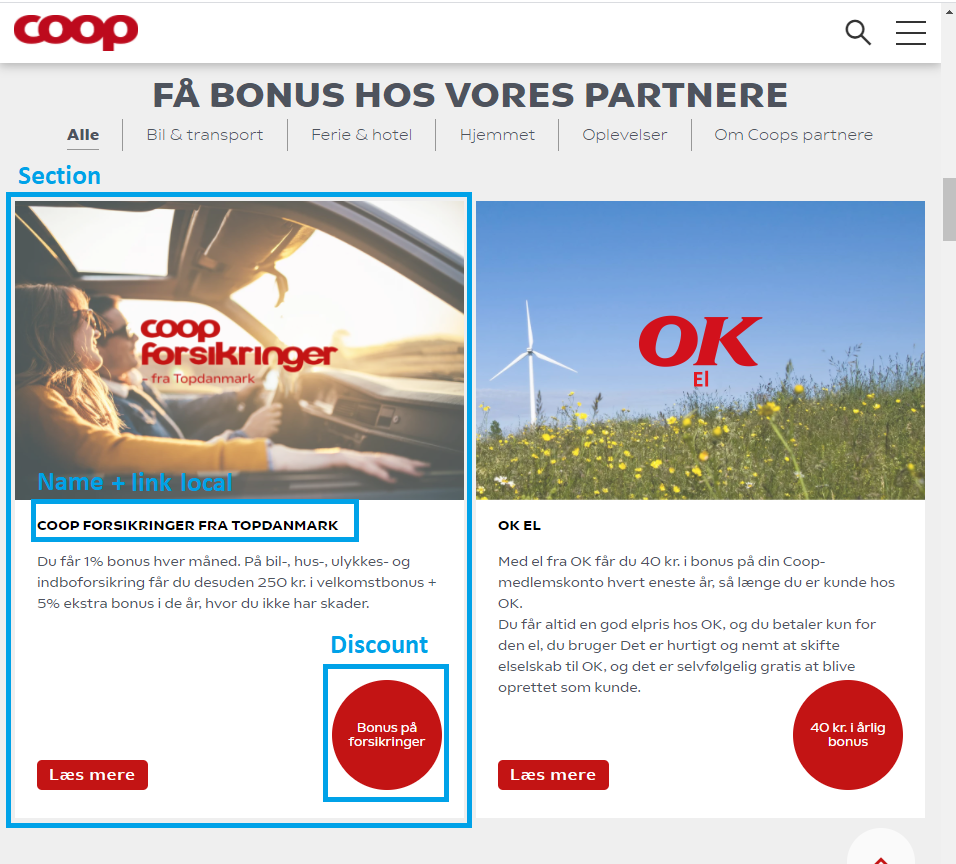 coop
FÅ BONUS HOS VORES PARTNERE
Alle
Bil & transport
Ferie & hotel
Hjemmet
Oplevelser
Om Coops partnere
Section
coop
forsikringer
- fra Topdanmark
Name + link local
COOP FORSIKRINGER FRA TOPDANMARK
Du får 1% bonus hver måned. På bil-, hus-, ulykkes- og
indboforsikring får du desuden 250 kr. i velkomstbonus +
5% ekstra bonus i de år, hvor du ikke har skader.
Discount
Bonus på
forsikringer
Læs mere
OK
El
OK EL
Med el fra OK får du 40 kr. i bonus på din Coop-
medlemskonto hvert eneste år, så længe du er kunde hos
OK.
Du får altid en god elpris hos OK, og du betaler kun for
den el, du bruger Det er hurtigt og nemt at skifte
elselskab til OK, og det er selvfølgelig gratis at blive
oprettet som kunde.
40 kr. i årlig
bonus
Læs mere